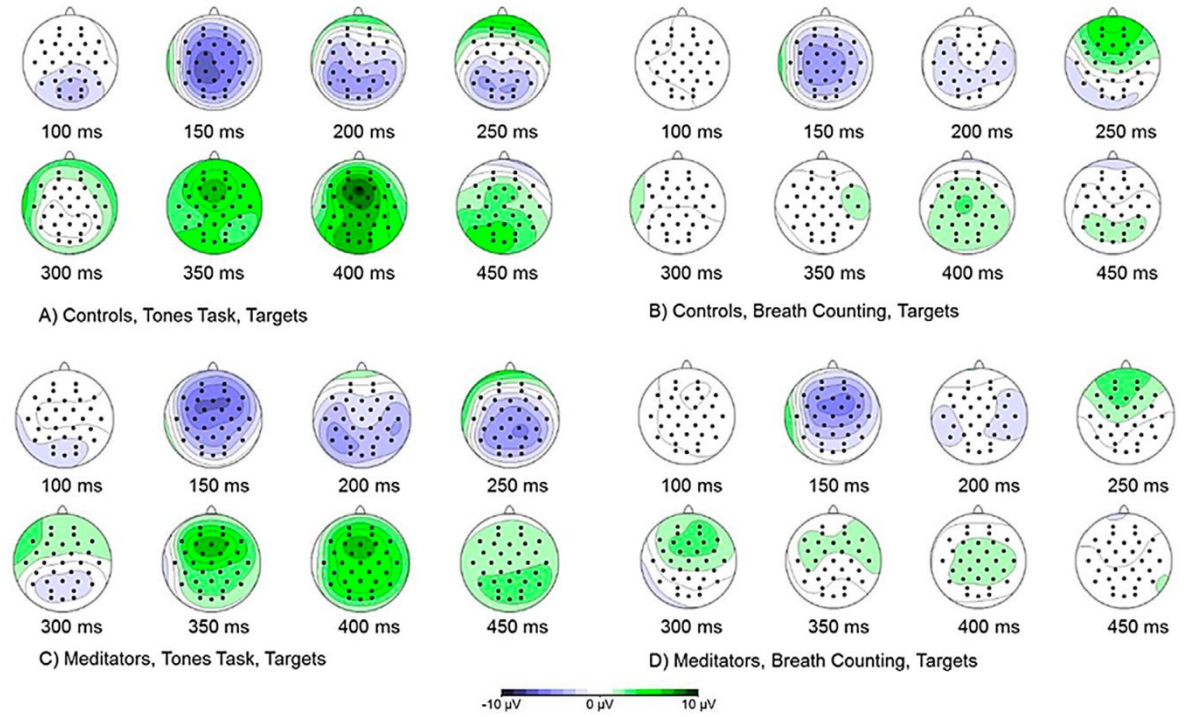 100 ms 150 ms 200 ms 250 ms
300 ms 350 ms 400 ms 450 ms
A) Controls, Tones Task, Targets
100 ms 150 ms 200 ms 250 ms
300 ms 350 ms 400 ms 450 ms
B) Controls, Breath Counting, Targets
100 ms 150 ms 200 ms 250 ms
300 ms 350 ms 400 ms 450 ms
C) Meditators, Tones Task, Targets
100 ms 150 ms 200 ms 250 ms
300 ms 350 ms 400 ms 450 ms
D) Meditators, Breath Counting, Targets
-10 µV 0 µV 10 µV